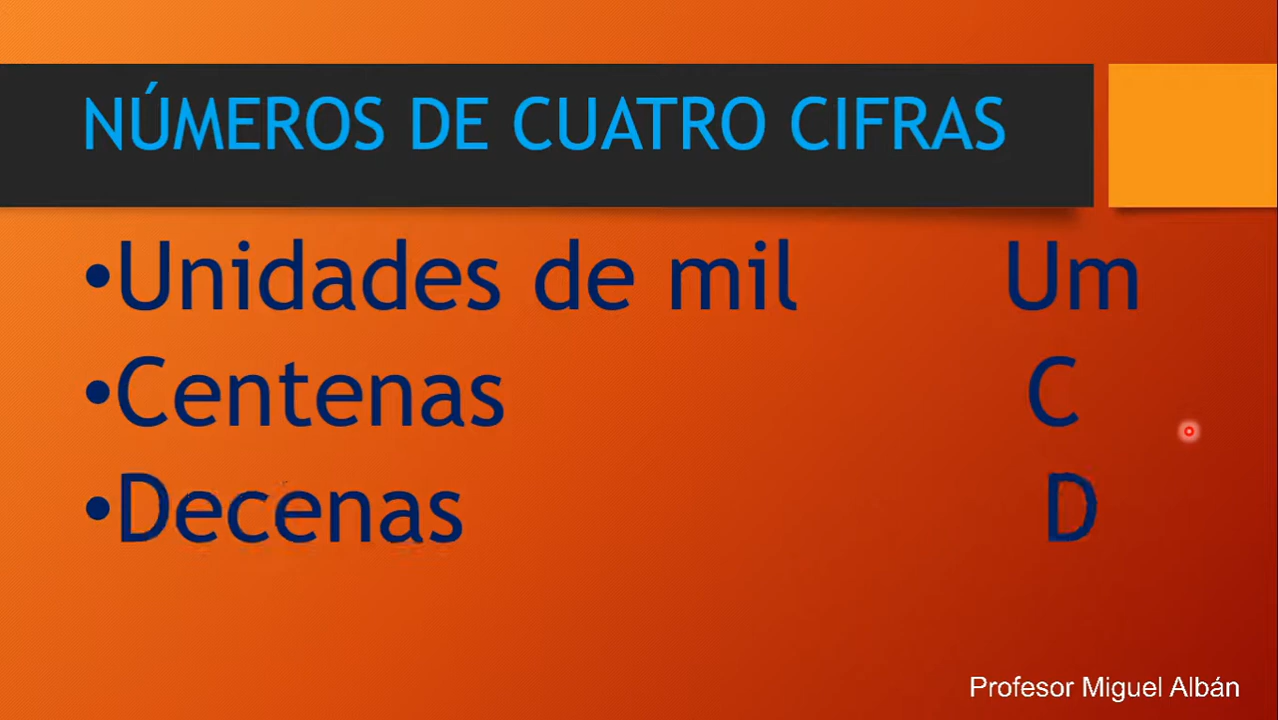 NÚMEROS DE CUATRO CIFRAS
•Unidades de mil Um
•Centenas C
•Decenas D
Profesor Miguel Albán